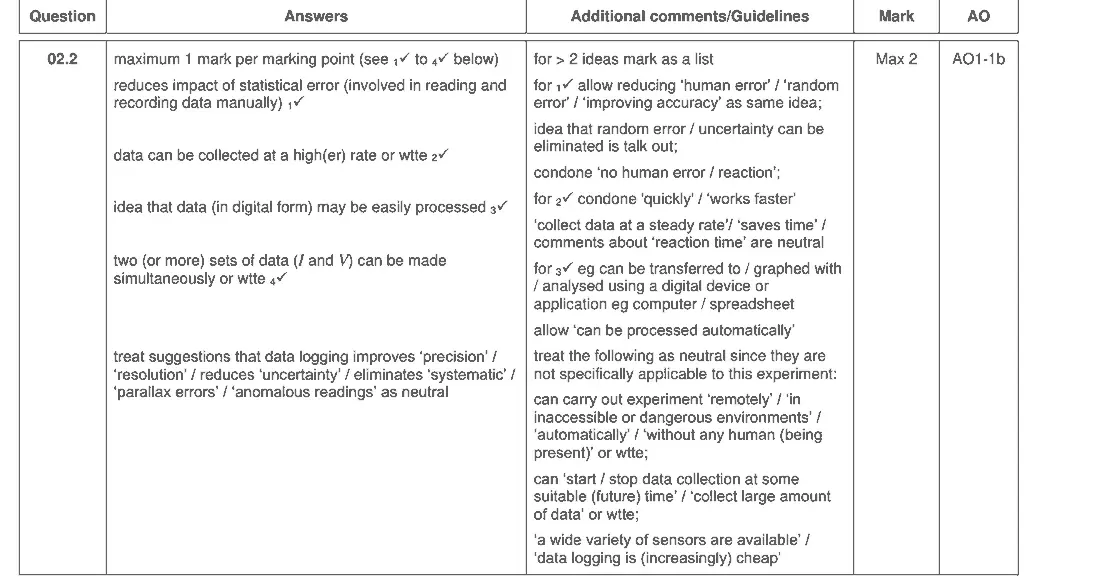 Question Answers Additional comments/Guidelines Mark AO
02.2 maximum 1 mark per marking point (see ₁✓ to ₄✓ below) for > 2 ideas mark as a list Max 2 AO1-1b
reduces impact of statistical error (involved in reading and
recording data manually) ₁✓
data can be collected at a high(er) rate or wtte ₂✓
idea that data (in digital form) may be easily processed ₃✓
two (or more) sets of data (I and V) can be made
simultaneously or wtte ₄✓
treat suggestions that data logging improves ‘precision’ /
‘resolution’ / reduces ‘uncertainty’ / eliminates ‘systematic’ /
‘parallax errors’ / ‘anomalous readings’ as neutral
for ₁✓ allow reducing ‘human error’ / ‘random
error’ / ‘improving accuracy’ as same idea;
idea that random error / uncertainty can be
eliminated is talk out;
condone ‘no human error / reaction’;
for ₂✓ condone ‘quickly’ / ‘works faster’
‘collect data at a steady rate’/ ‘saves time’ /
comments about ‘reaction time’ are neutral
for ₃✓ eg can be transferred to / graphed with
/ analysed using a digital device or
application eg computer / spreadsheet
allow ‘can be processed automatically’
treat the following as neutral since they are
not specifically applicable to this experiment:
can carry out experiment ‘remotely’ / ‘in
inaccessible or dangerous environments’ /
‘automatically’ / ‘without any human (being
present)’ or wtte;
can ‘start / stop data collection at some
suitable (future) time’ / ‘collect large amount
of data’ or wtte;
‘a wide variety of sensors are available’ /
‘data logging is (increasingly) cheap’